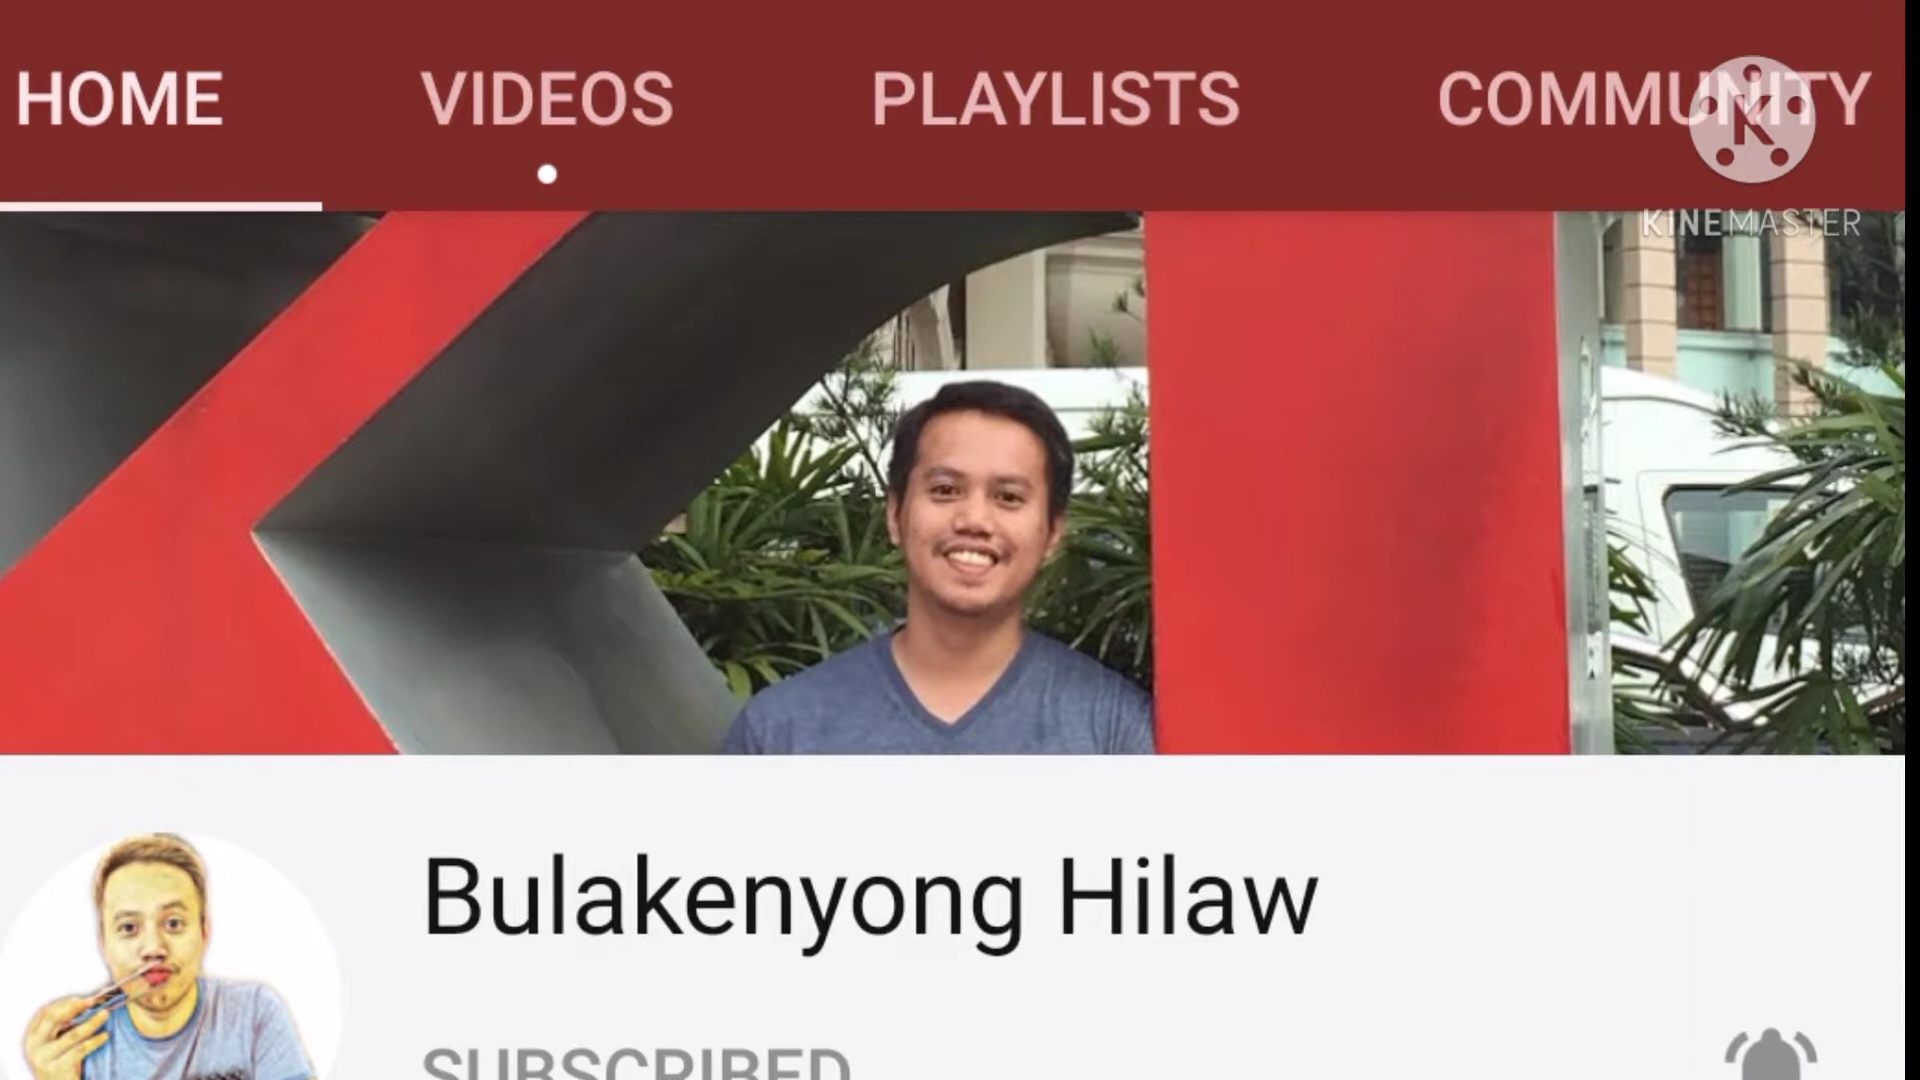 HOME VIDEOS PLAYLISTS COMMUNITY
K
KINEMASTER
Bulakenyong Hilaw
SUBSCRIBED